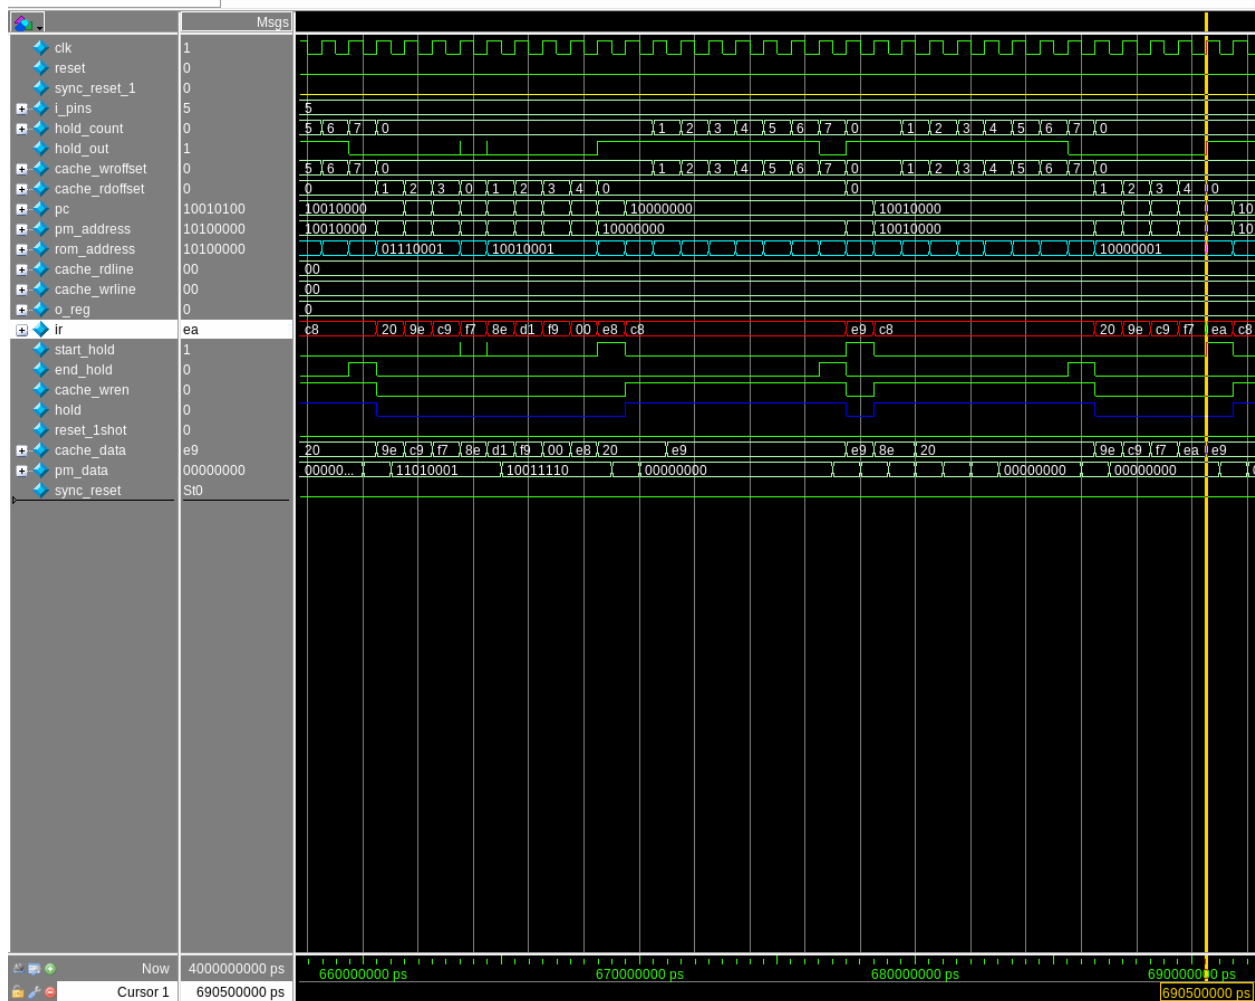 Msgs
clk 1
reset 0
sync_reset_1 0
i_pins 5 5
hold_count 0 5 6 7 0 1 2 3 4 5 6 7 0 1 2 3 4 5 6 7 0
hold_out 1
cache_wroffset 0 5 6 7 0 1 2 3 4 5 6 7 0 1 2 3 4 5 6 7 0
cache_rdoffset 0 0 1 2 3 0 1 2 3 4 0 0 1 2 3 4 0
pc 10010100 10010000 10000000 10010000 10
pm_address 10100000 10010000 10000000 10010000 10
rom_address 10100000 01110001 10010001 10000001
cache_rdline 00 00
cache_wrline 00 00
o_reg 0 0
ir ea c8 20 9e c9 f7 8e d1 f9 00 e8 c8 e9 c8 20 9e c9 f7 ea c8
start_hold 1
end_hold 0
cache_wren 0
hold 0
reset_1shot 0
cache_data e9 20 9e c9 f7 8e d1 f9 00 e8 20 e9 e9 8e 20 9e c9 f7 ea e9
pm_data 00000000 00000... 11010001 10011110 00000000 00000000 00000000
sync_reset St0
Now 4000000000 ps 660000000 ps 670000000 ps 680000000 ps 690000000 ps
Cursor 1 690500000 ps 690500000 ps